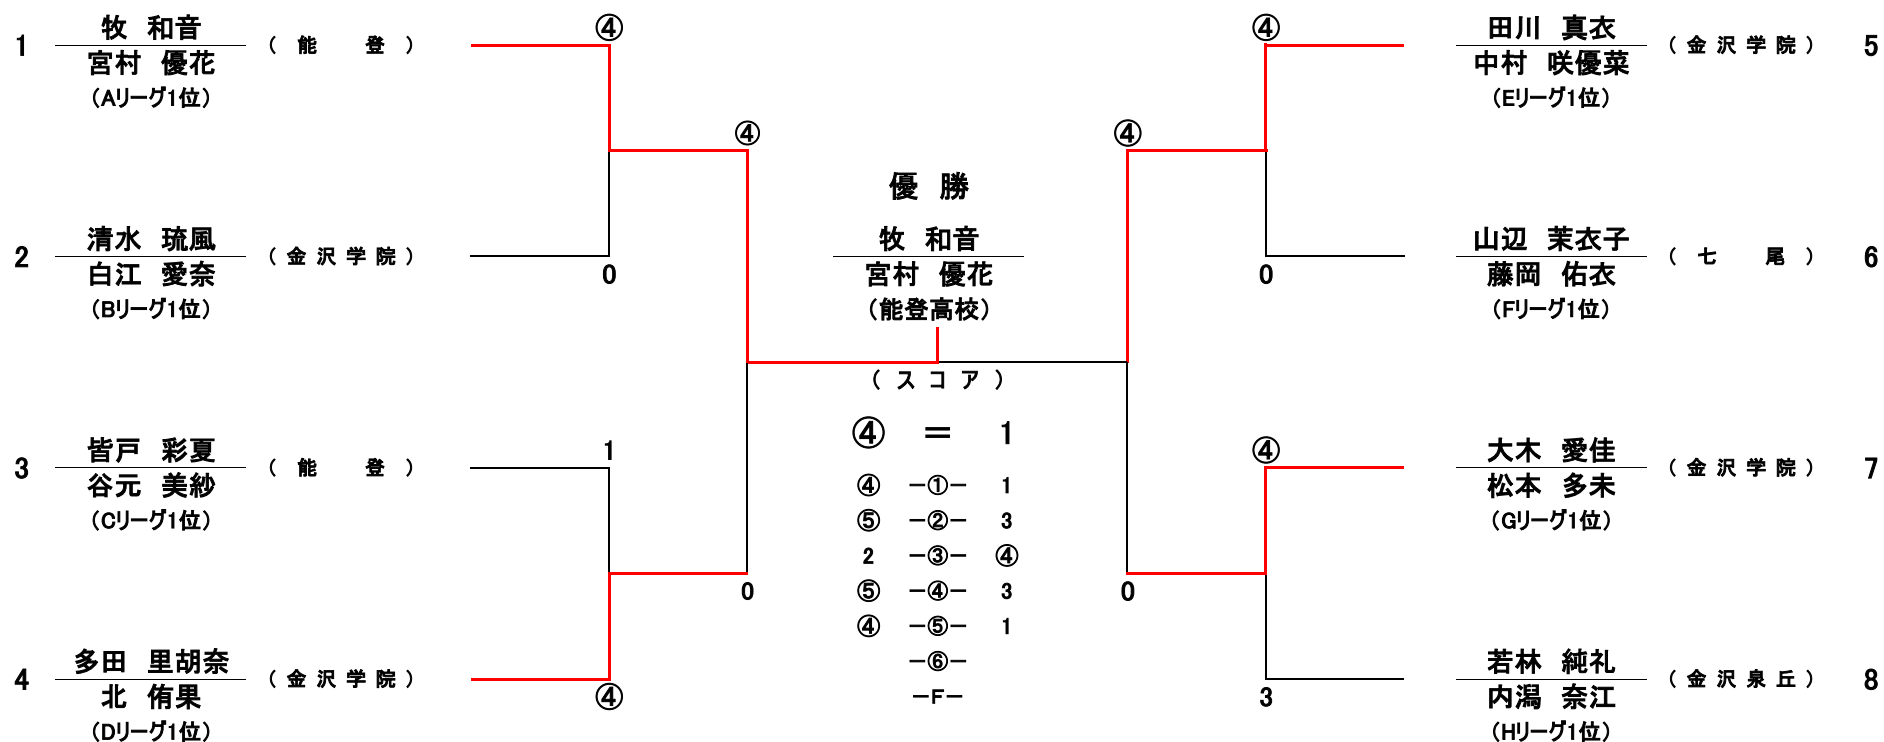 1 牧 和音 宮村 優花 (能 登) ④
(Aリーグ1位)
2 清水 琉風 白江 愛奈 (金沢学院) 0
(Bリーグ1位)
④
3 皆戸 彩夏 谷元 美紗 (能 登) 1
(Cリーグ1位)
4 多田 里胡奈 北 侑果 (金沢学院) ④
(Dリーグ1位)
0
優 勝
牧 和音
宮村 優花
(能登高校)
(スコア)
④ = 1
④ -①- 1
⑤ -②- 3
2 -③- ④
⑤ -④- 3
④ -⑤- 1
-⑥-
-F-
④ 田川 真衣 中村 咲優菜 (金沢学院) 5
(Eリーグ1位)
④
0 山辺 茉衣子 藤岡 佑衣 (七 尾) 6
(Fリーグ1位)
④ 大木 愛佳 松本 多未 (金沢学院) 7
(Gリーグ1位)
0
3 若林 純礼 内潟 奈江 (金沢泉丘) 8
(Hリーグ1位)